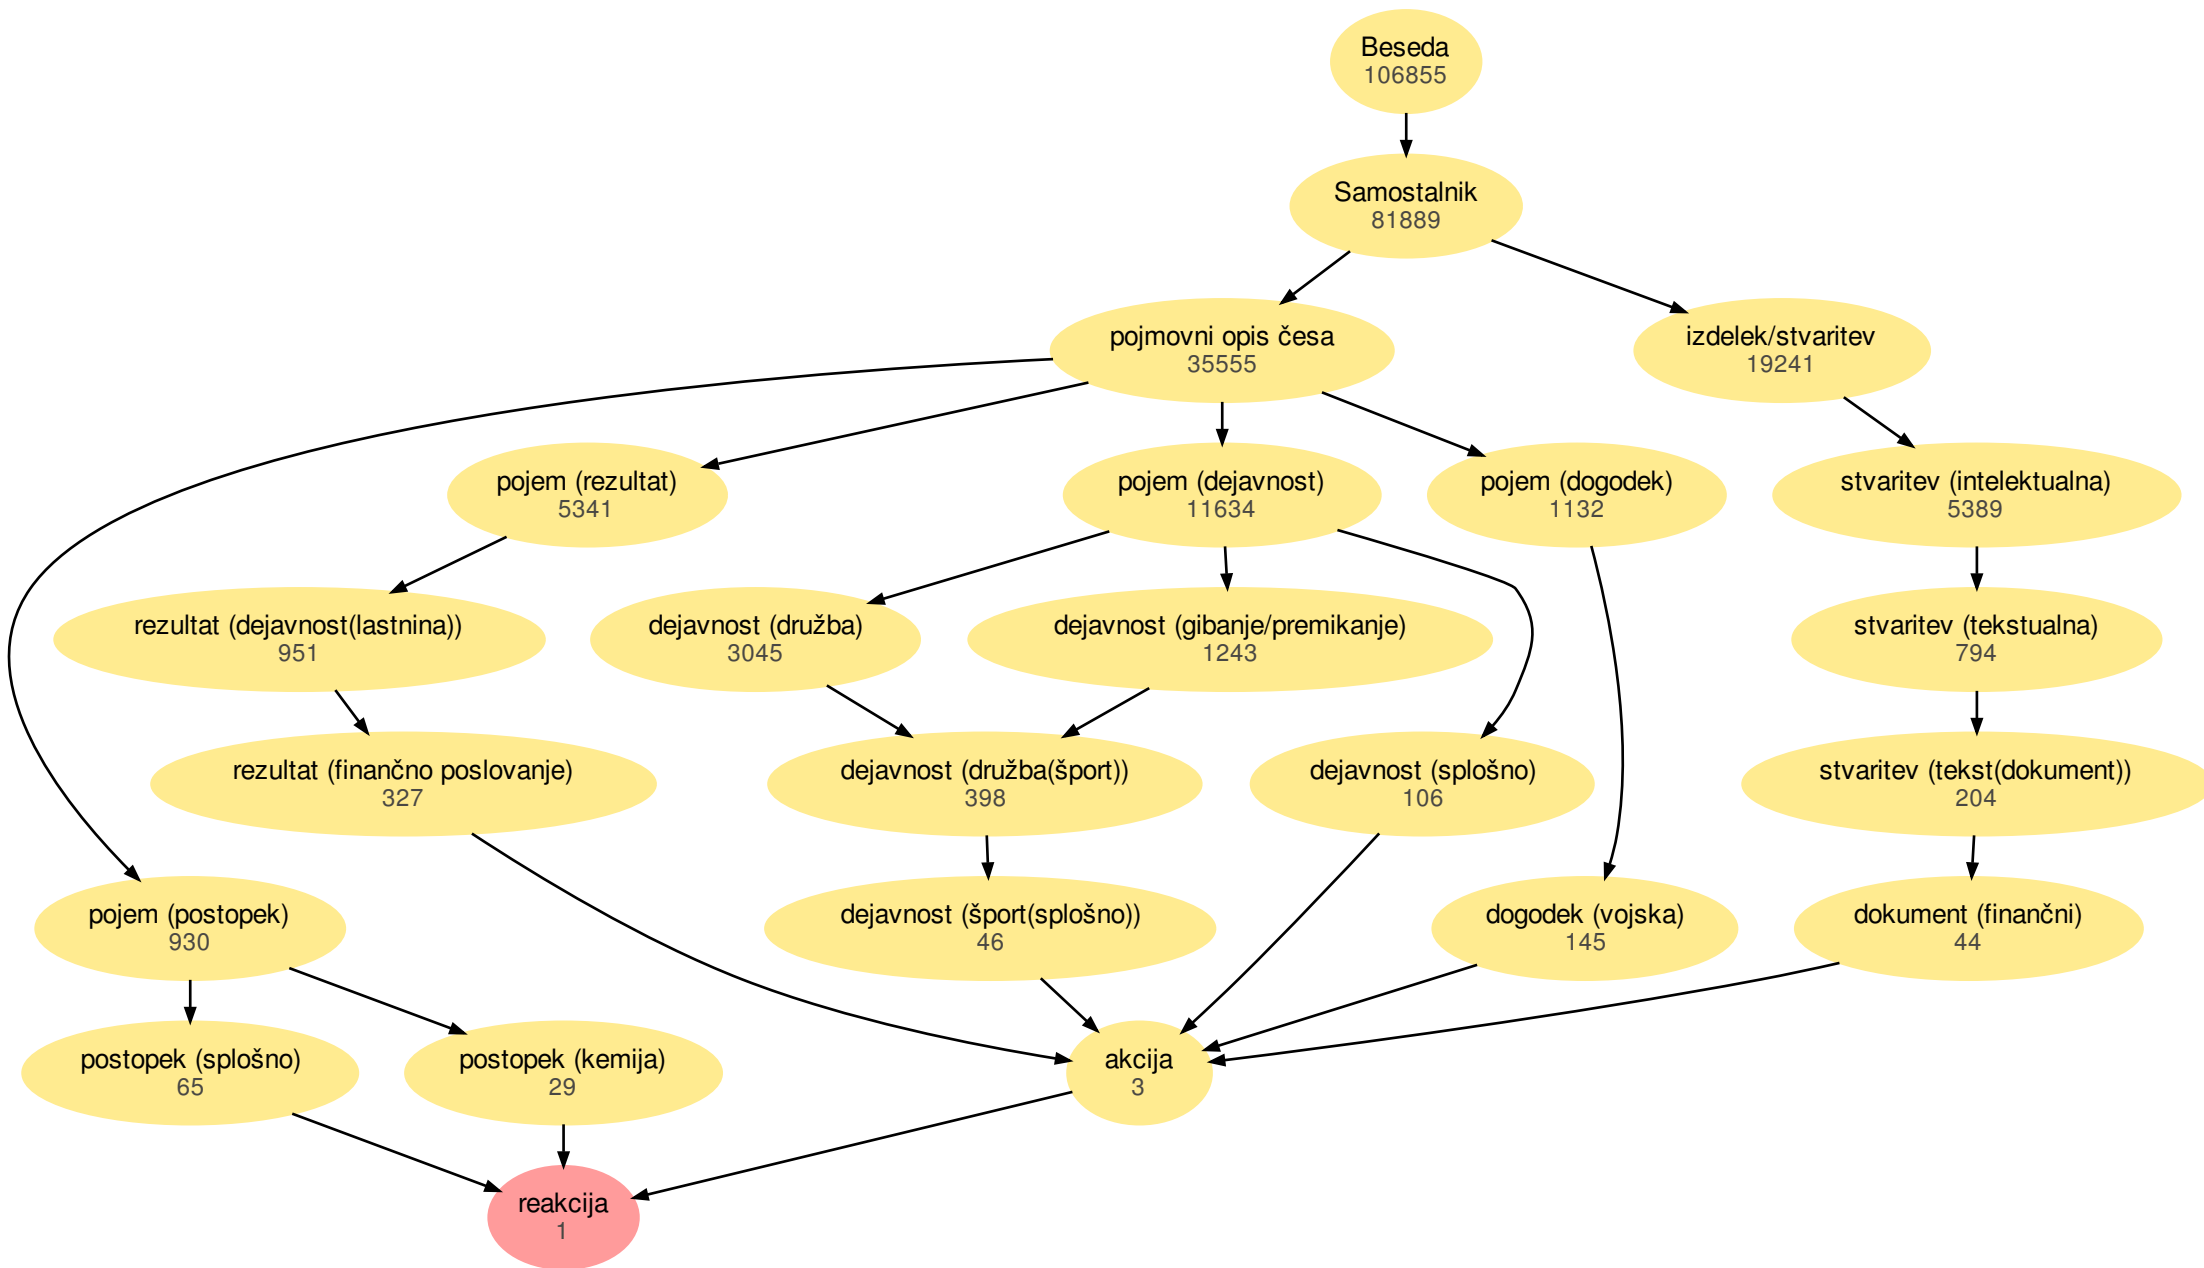 Beseda
106855
Samostalnik
81889
pojmovni opis česa
35555
izdelek/stvaritev
19241
pojem (rezultat)
5341
pojem (dejavnost)
11634
pojem (dogodek)
1132
stvaritev (intelektualna)
5389
rezultat (dejavnost(lastnina))
951
dejavnost (družba)
3045
dejavnost (gibanje/premikanje)
1243
stvaritev (tekstualna)
794
rezultat (finančno poslovanje)
327
dejavnost (družba(šport))
398
dejavnost (splošno)
106
stvaritev (tekst(dokument))
204
pojem (postopek)
930
dejavnost (šport(splošno))
46
dogodek (vojska)
145
dokument (finančni)
44
postopek (splošno)
65
postopek (kemija)
29
akcija
3
reakcija
1